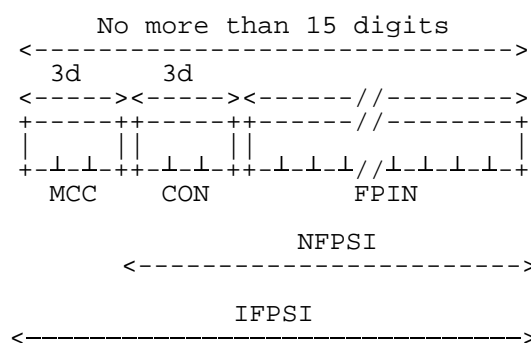 No more than 15 digits
<------------------------------->
3d 3d
<-----><-----><------//-------->
+-----++-----++------//--------+
| || || |
+-┴-┴-++-┴-┴-++-┴-┴-┴//┴-┴-┴-┴-+
MCC CON FPIN
NFPSI
<------------------------>
IFPSI
<------------------------------->